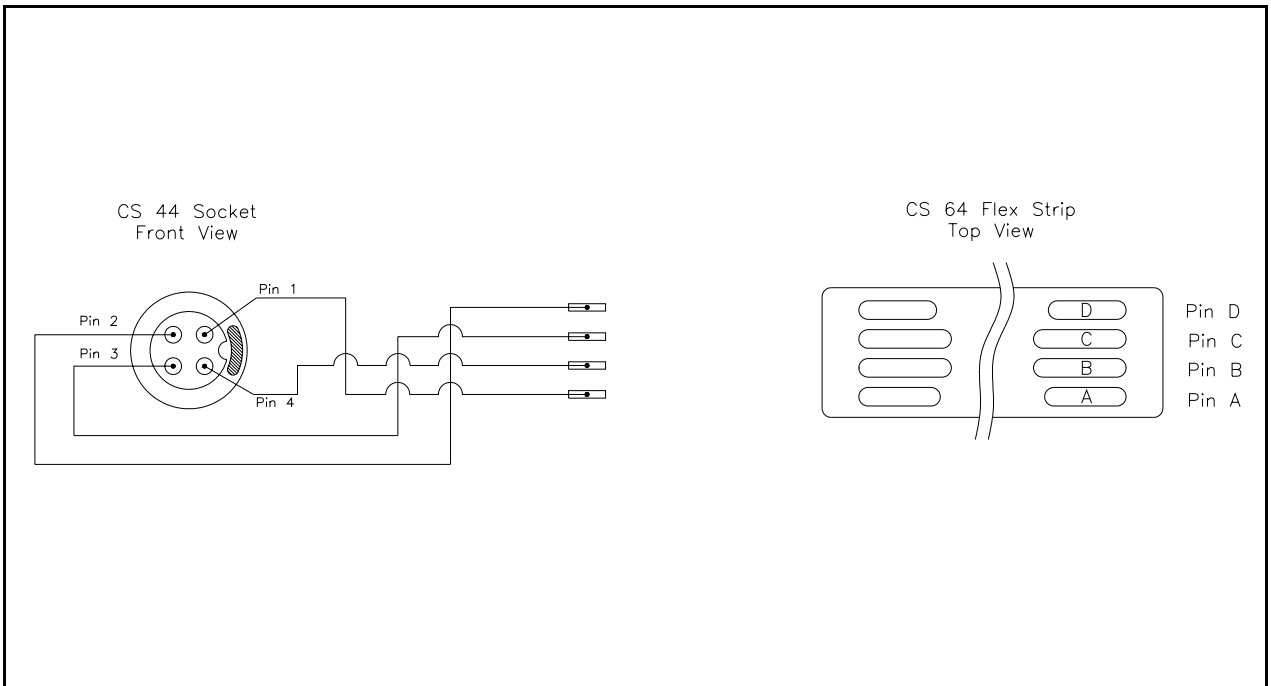 CS 44 Socket
Front View
Pin 1
Pin 2
Pin 3
Pin 4
CS 64 Flex Strip
Top View
D
Pin D
C
Pin C
B
Pin B
A
Pin A